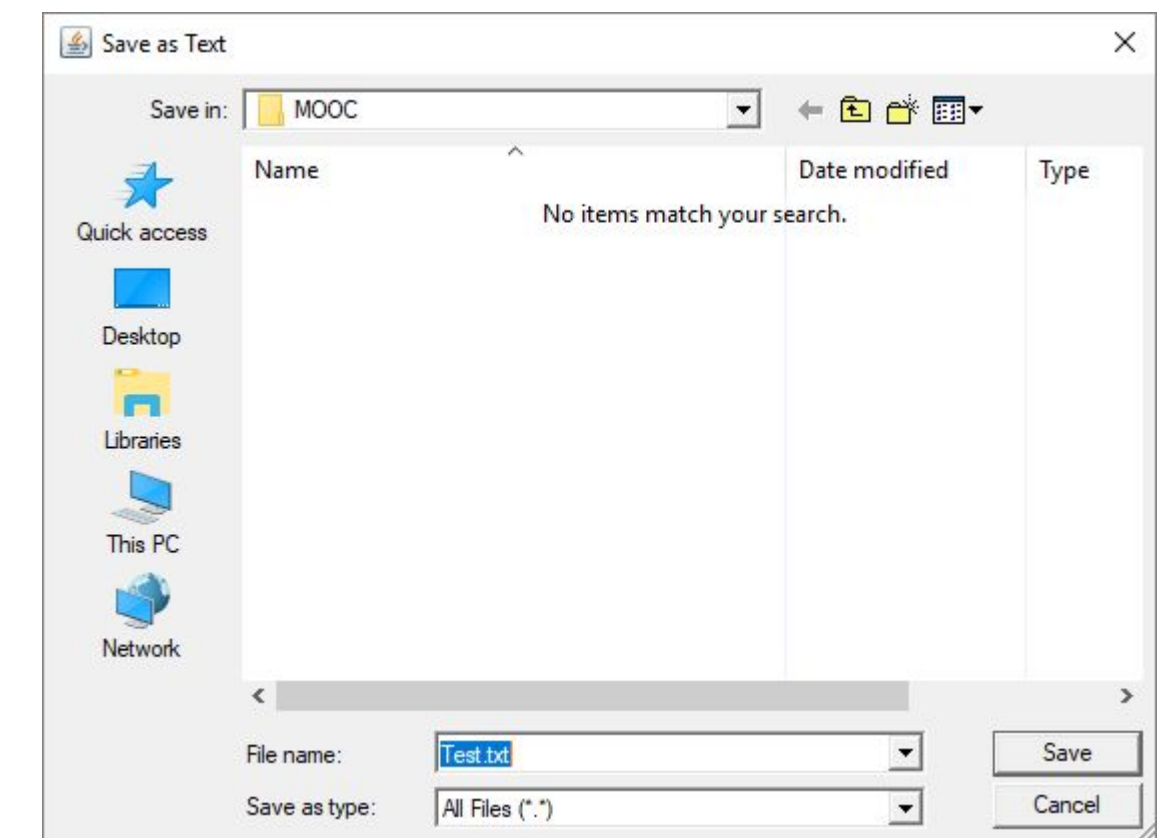 Save as Text
Save in: MOOC
Name Date modified Type
No items match your search.
Quick access
Desktop
Libraries
This PC
Network
File name: Test.txt Save
Save as type: All Files (*.*) Cancel